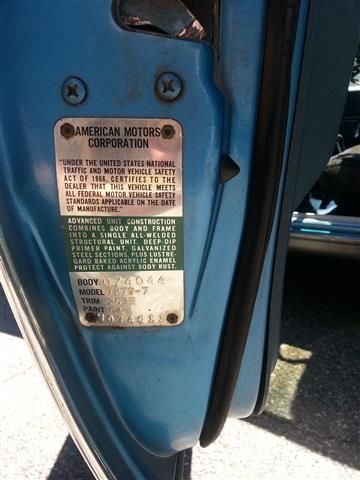 AMERICAN MOTORS
CORPORATION
"UNDER THE UNITED STATES NATIONAL
TRAFFIC AND MOTOR VEHICLE SAFETY
ACT OF 1966, CERTIFIES TO THE
DEALER THAT THIS VEHICLE MEETS
ALL FEDERAL MOTOR VEHICLE SAFETY
STANDARDS APPLICABLE ON THE DATE
OF MANUFACTURE."
ADVANCED UNIT CONSTRUCTION
COMBINES BODY AND FRAME
INTO A SINGLE ALL-WELDED
STRUCTURAL UNIT. DEEP-DIP
PRIMER PAINT, GALVANIZED
STEEL SECTIONS, PLUS LUSTRE-
GARD BAKED ACRYLIC ENAMEL
PROTECT AGAINST BODY RUST.
BODY 074044
MODEL
TRIM
PAINT